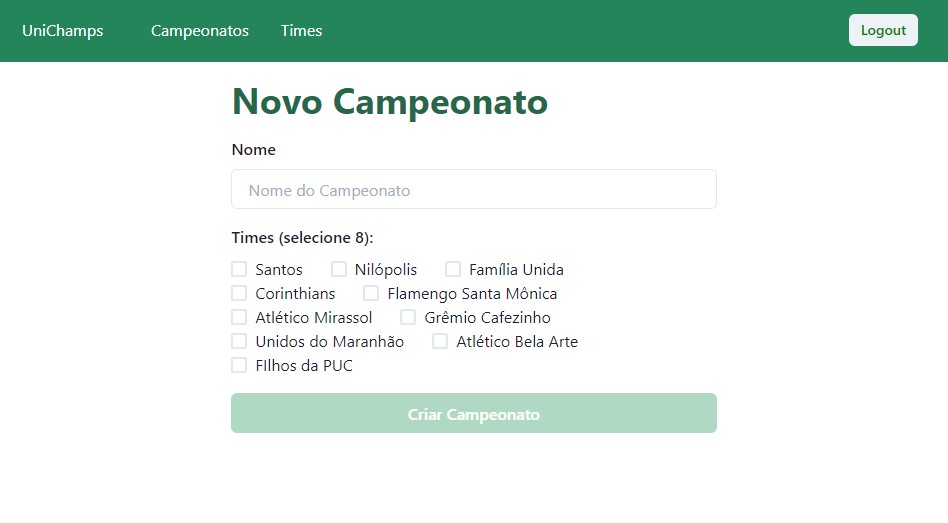 UniChamps Campeonatos Times Logout
Novo Campeonato
Nome
Nome do Campeonato
Times (selecione 8):
Santos Nilópolis Família Unida
Corinthians Flamengo Santa Mônica
Atlético Mirassol Grêmio Cafezinho
Unidos do Maranhão Atlético Bela Arte
FIlhos da PUC
Criar Campeonato